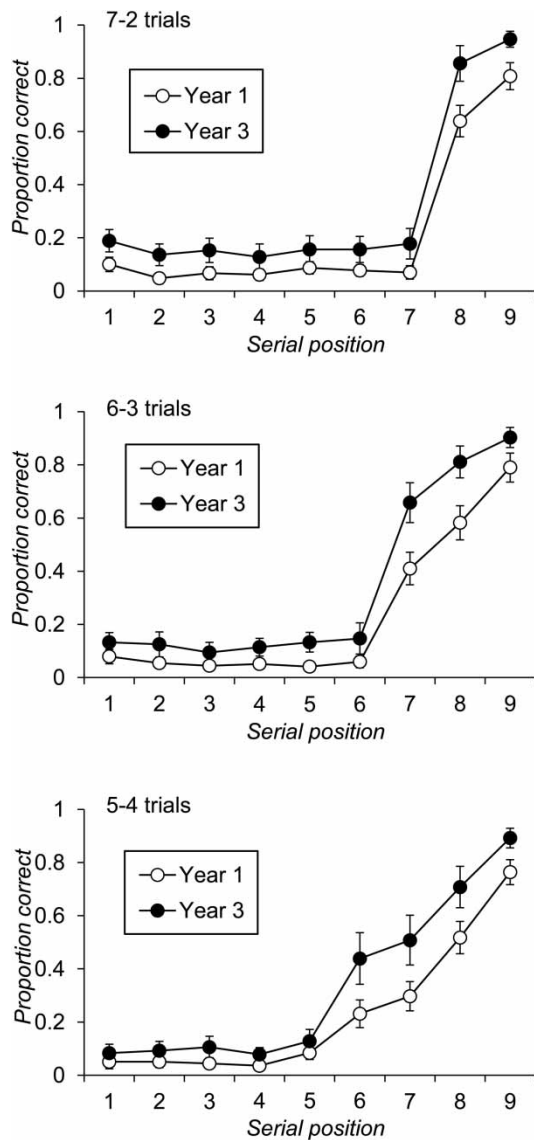 7-2 trials
1
0.8
0.6
0.4
0.2
0
Proportion correct
Year 1
Year 3
1 2 3 4 5 6 7 8 9
Serial position
6-3 trials
1
0.8
0.6
0.4
0.2
0
Proportion correct
Year 1
Year 3
1 2 3 4 5 6 7 8 9
Serial position
5-4 trials
1
0.8
0.6
0.4
0.2
0
Proportion correct
Year 1
Year 3
1 2 3 4 5 6 7 8 9
Serial position